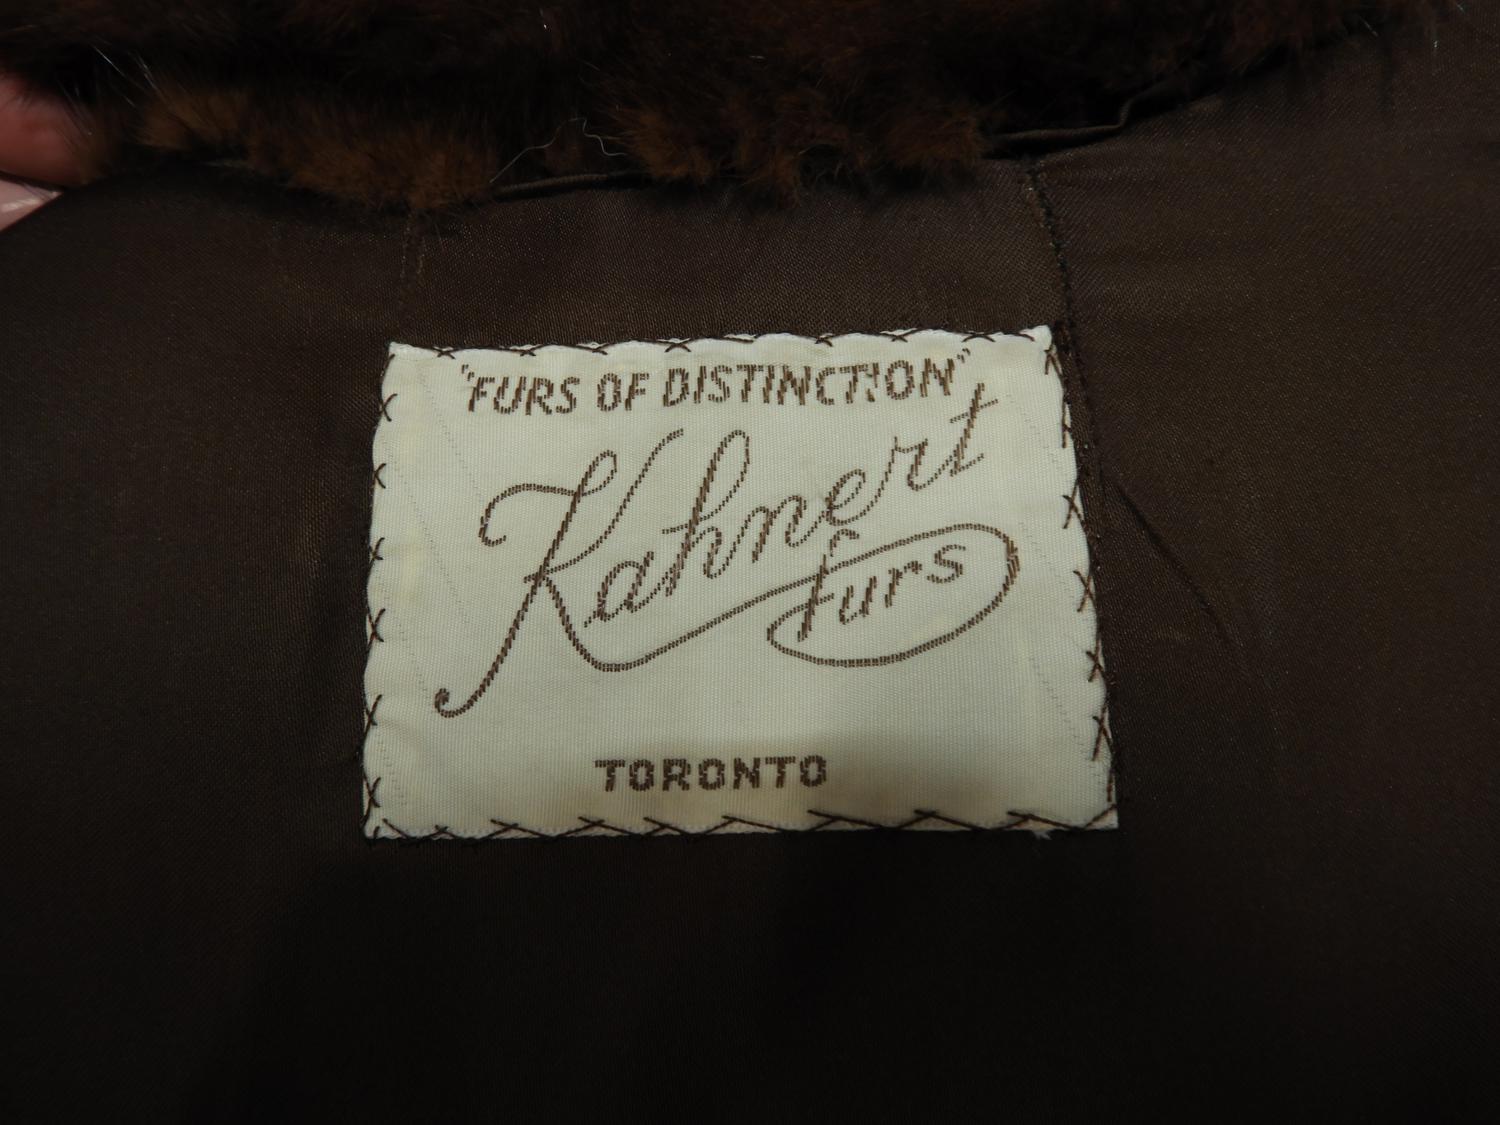 "FURS OF DISTINCTION"
Kahnert
furs
TORONTO